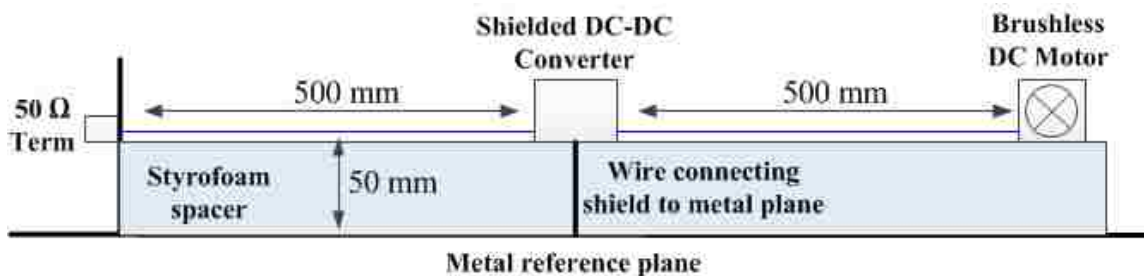 Shielded DC-DC
Converter
Brushless
DC Motor
50 Ω
Term
500 mm
500 mm
Styrofoam
spacer
50 mm
Wire connecting
shield to metal plane
Metal reference plane